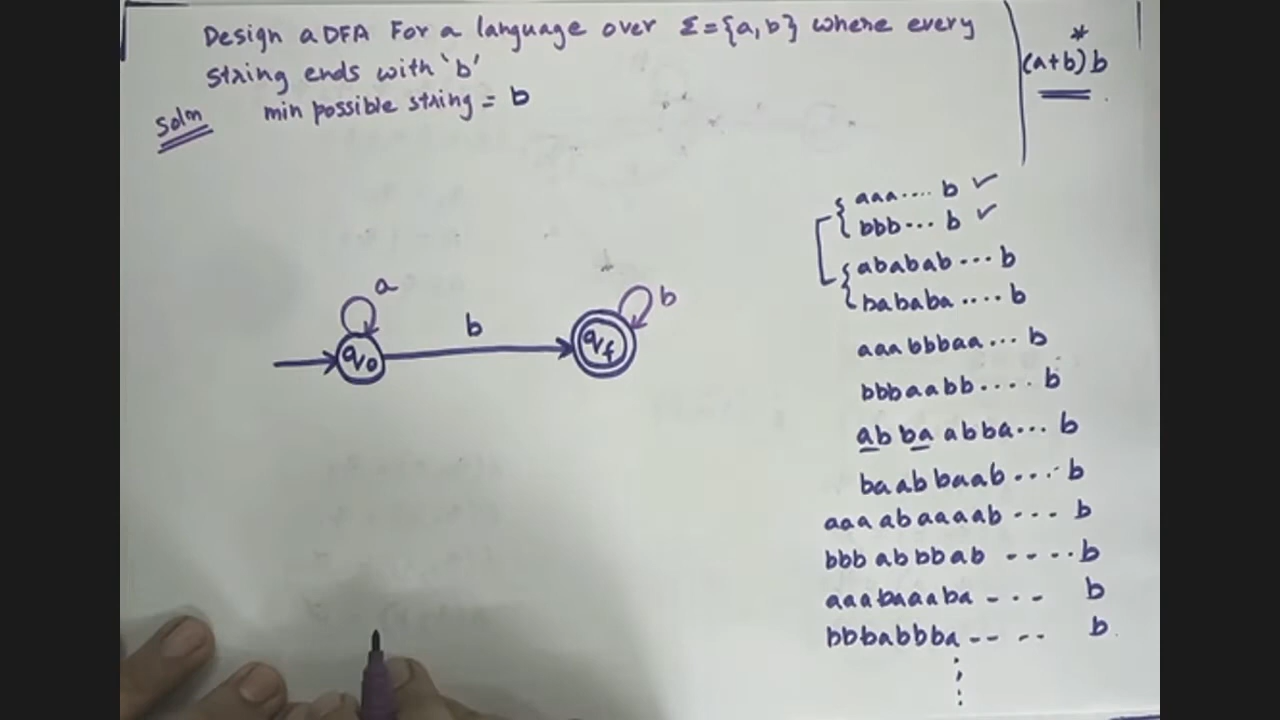 Design a DFA For a language over Σ={a,b} where every
string ends with 'b'
(a+b)* b
Soln
min possible string = b
a
b
b
q0
qf
aaa.... b ✓
bbb... b ✓
ababab...b
bababa....b
aaabbbaa...b
bbbaabb....b
abbaabba...b
baabbaab....b
aaaabaaaab...b
bbbabbbab ----.b
aaabaaaba --- b
bbbbabbba -- -- b